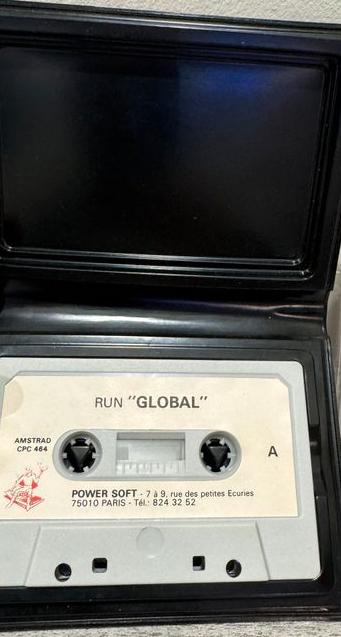 RUN "GLOBAL"
AMSTRAD
CPC 464
A
POWER SOFT - 7 à 9, rue des petites Ecuries
75010 PARIS - Tél.: 824 32 52